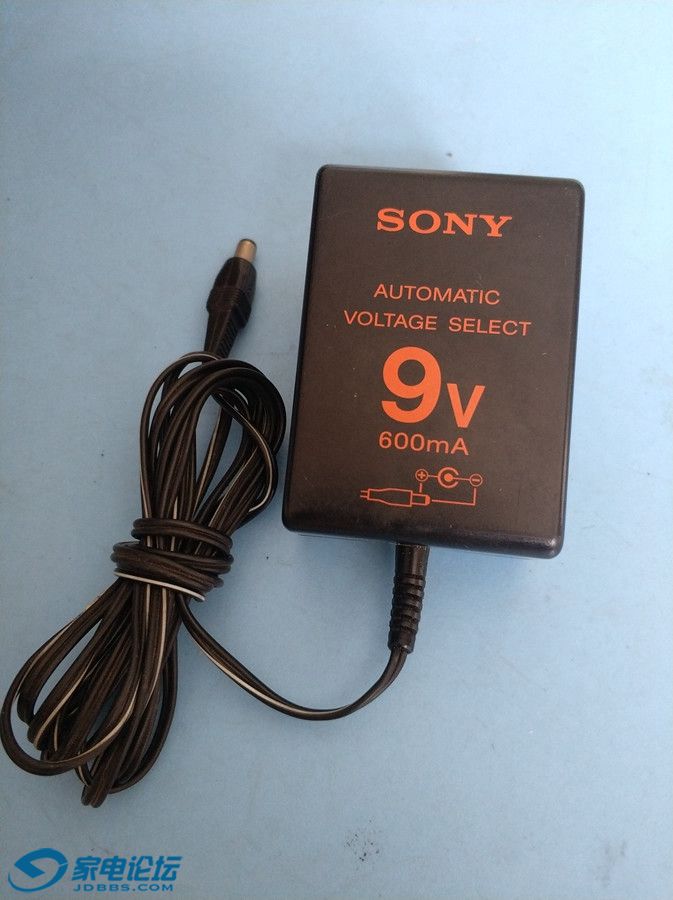 SONY
AUTOMATIC
VOLTAGE SELECT
9V
600mA
+ -
家电论坛
JDBBS.COM